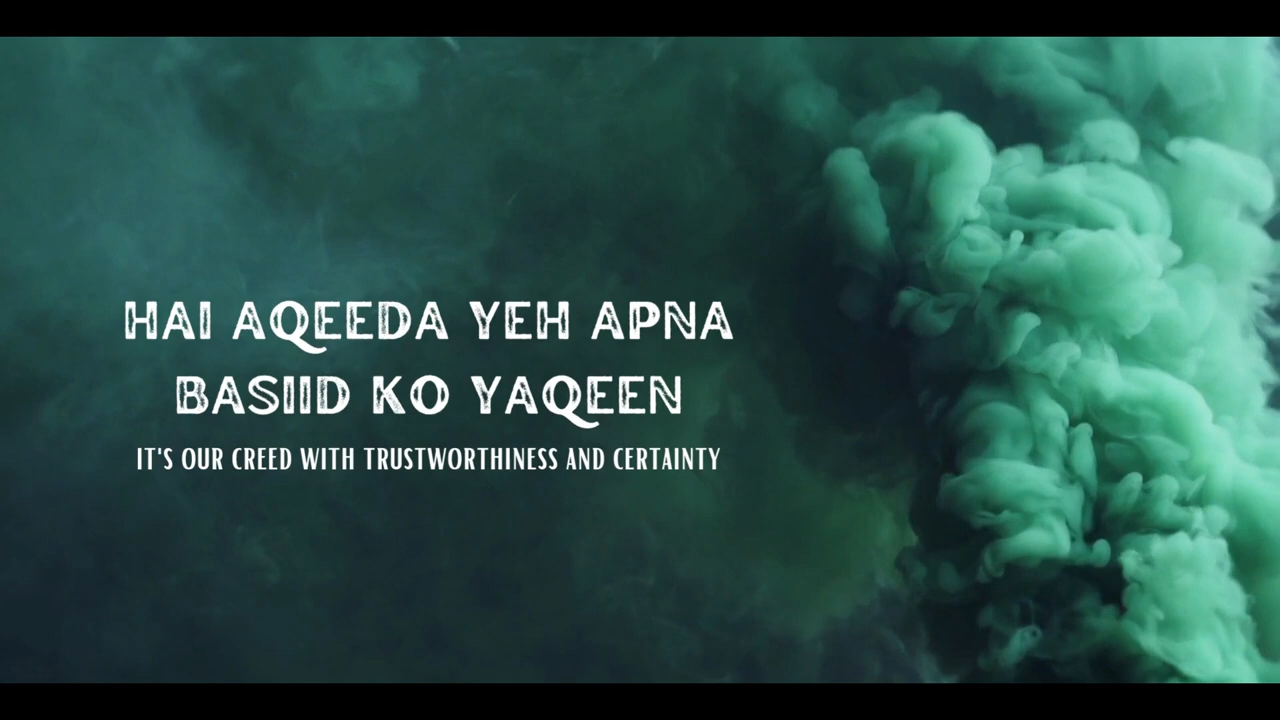 HAI AQEEDA YEH APNA
BASIID KO YAQEEN
IT'S OUR CREED WITH TRUSTWORTHINESS AND CERTAINTY